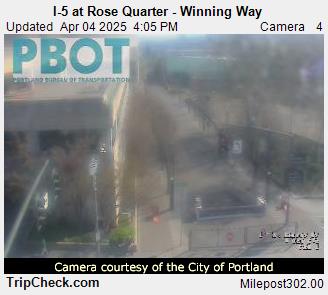 I-5 at Rose Quarter - Winning Way
Updated Apr 04 2025 4:05 PM Camera 4
PBOT
PORTLAND BUREAU OF TRANSPORTATION
Camera courtesy of the City of Portland
TripCheck.com Milepost302.00